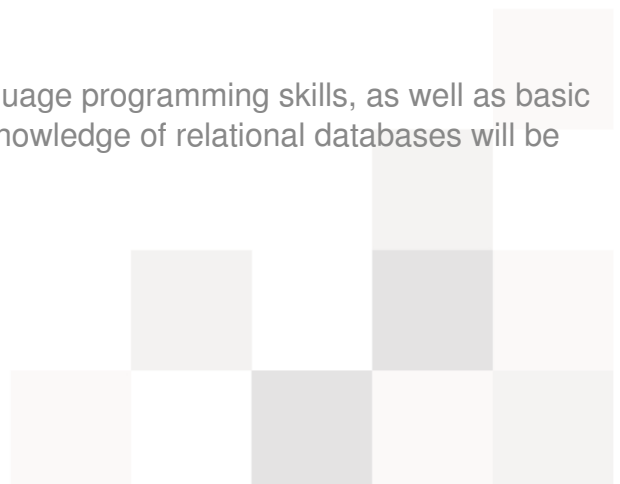 uage programming skills, as well as basic
nowledge of relational databases will be